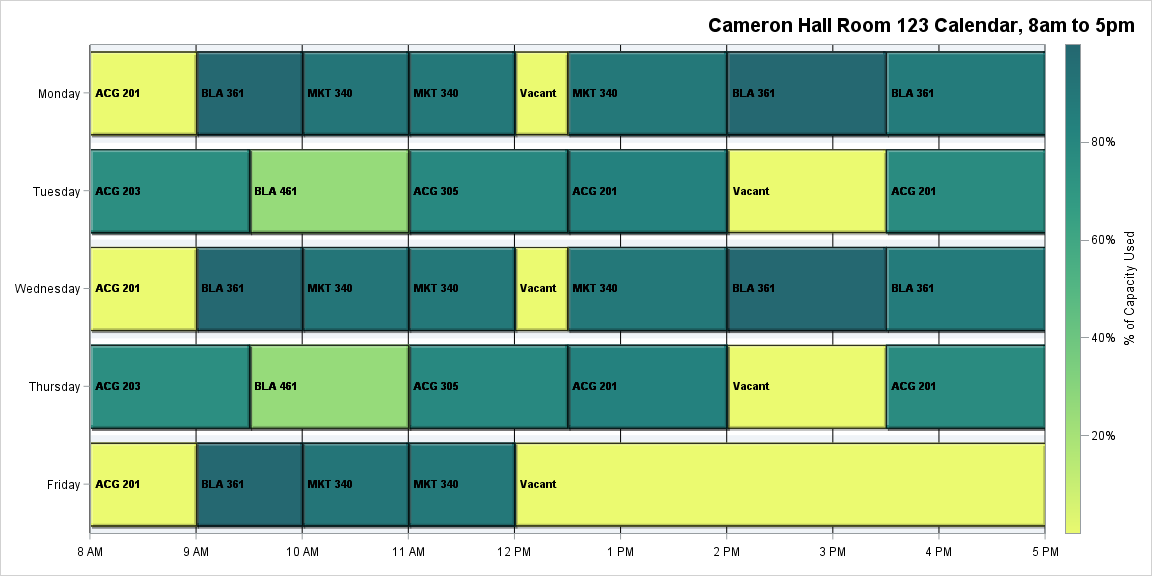 Cameron Hall Room 123 Calendar, 8am to 5pm
Monday
ACG 201
BLA 361
MKT 340
MKT 340
Vacant
MKT 340
BLA 361
BLA 361
Tuesday
ACG 203
BLA 461
ACG 305
ACG 201
Vacant
ACG 201
Wednesday
ACG 201
BLA 361
MKT 340
MKT 340
Vacant
MKT 340
BLA 361
BLA 361
Thursday
ACG 203
BLA 461
ACG 305
ACG 201
Vacant
ACG 201
Friday
ACG 201
BLA 361
MKT 340
MKT 340
Vacant
8 AM
9 AM
10 AM
11 AM
12 PM
1 PM
2 PM
3 PM
4 PM
5 PM
80%
60%
40%
20%
% of Capacity Used